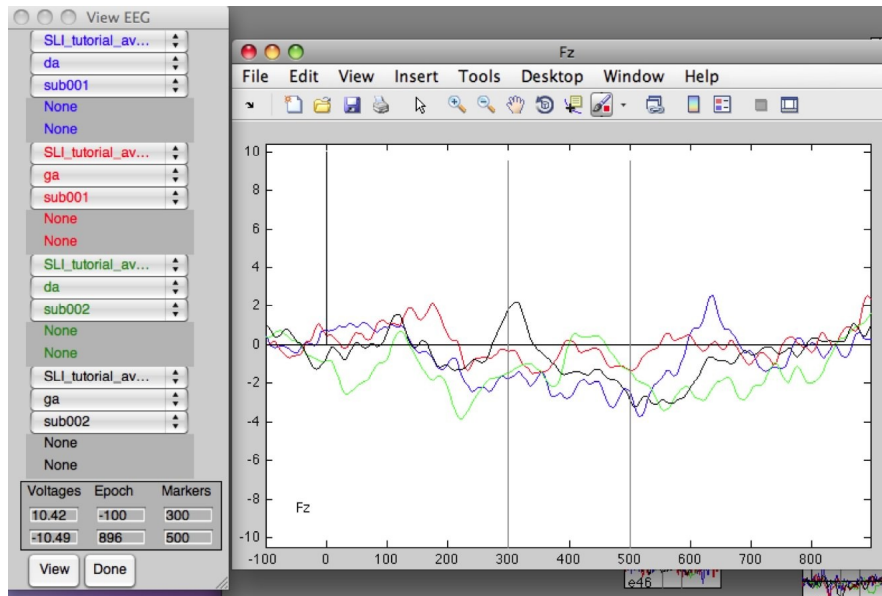 View EEG
SLI_tutorial_av...
da
sub001
None
None
SLI_tutorial_av...
ga
sub001
None
None
SLI_tutorial_av...
da
sub002
None
None
SLI_tutorial_av...
ga
sub002
None
None
Voltages Epoch Markers
10.42 -100 300
-10.49 896 500
View Done
Fz
File Edit View Insert Tools Desktop Window Help
10
8
6
4
2
0
-2
-4
-6
-8
-10
Fz
-100 0 100 200 300 400 500 600 700 800
e46